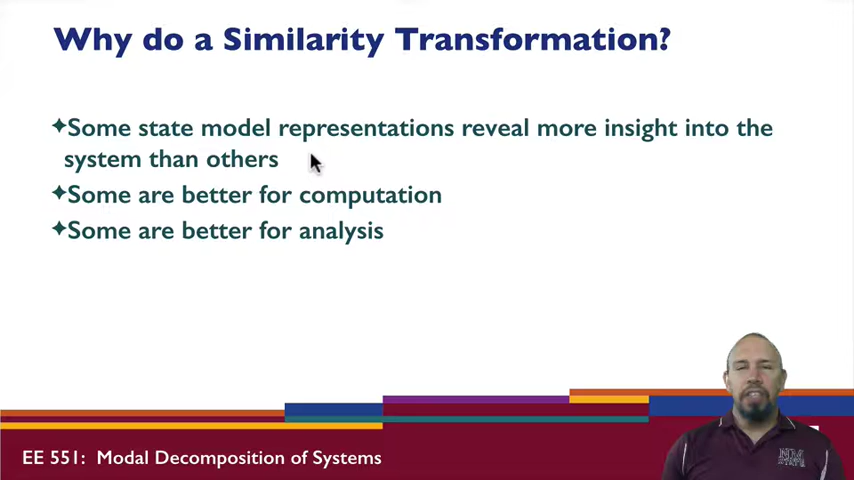 Why do a Similarity Transformation?
✦Some state model representations reveal more insight into the
system than others
✦Some are better for computation
✦Some are better for analysis
EE 551: Modal Decomposition of Systems
NM